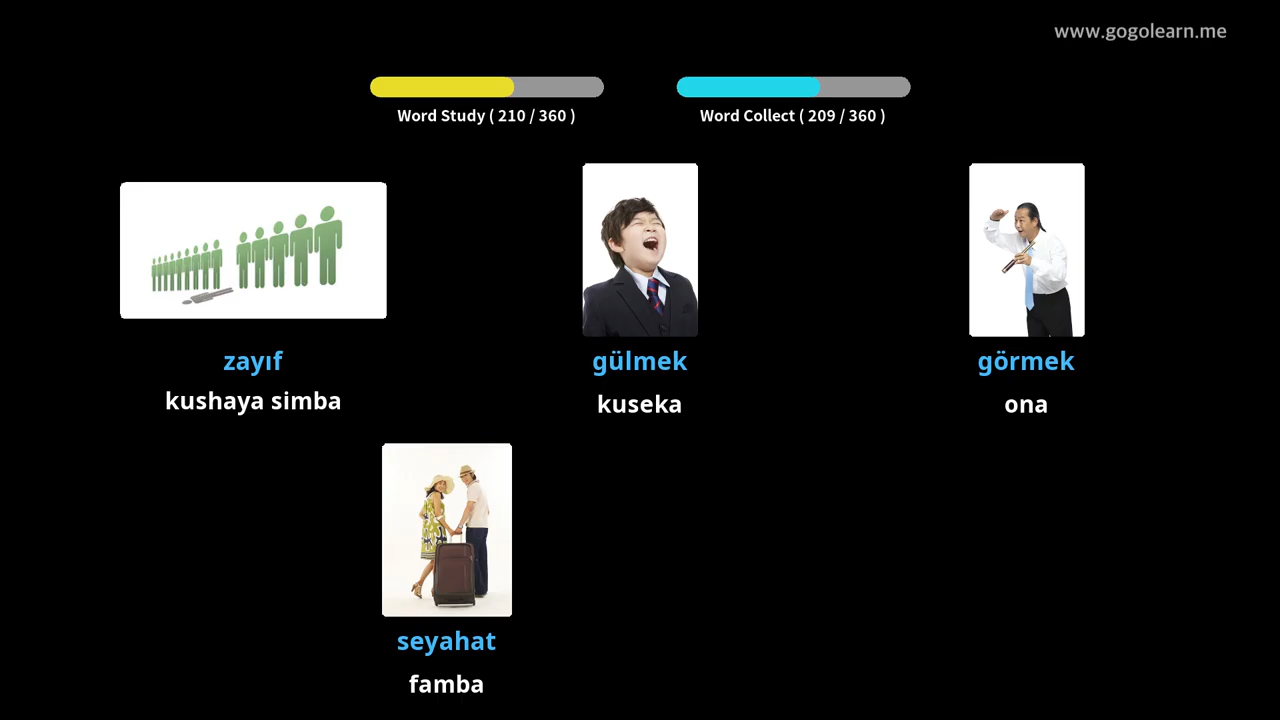 www.gogolearn.me
Word Study ( 210 / 360 )
Word Collect ( 209 / 360 )
zayıf
kushaya simba
gülmek
kuseka
görmek
ona
seyahat
famba